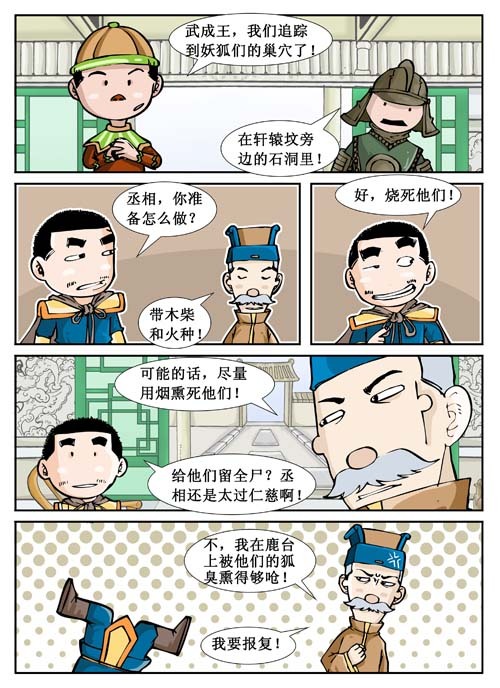 武成王，我们追踪
到妖狐们的巢穴了！
在轩辕坟旁
边的石洞里！
丞相，你准
备怎么做？
带木柴
和火种！
好，烧死他们！
可能的话，尽量
用烟熏死他们！
给他们留全尸？丞
相还是太过仁慈啊！
不，我在鹿台
上被他们的狐
臭熏得够呛！
我要报复！